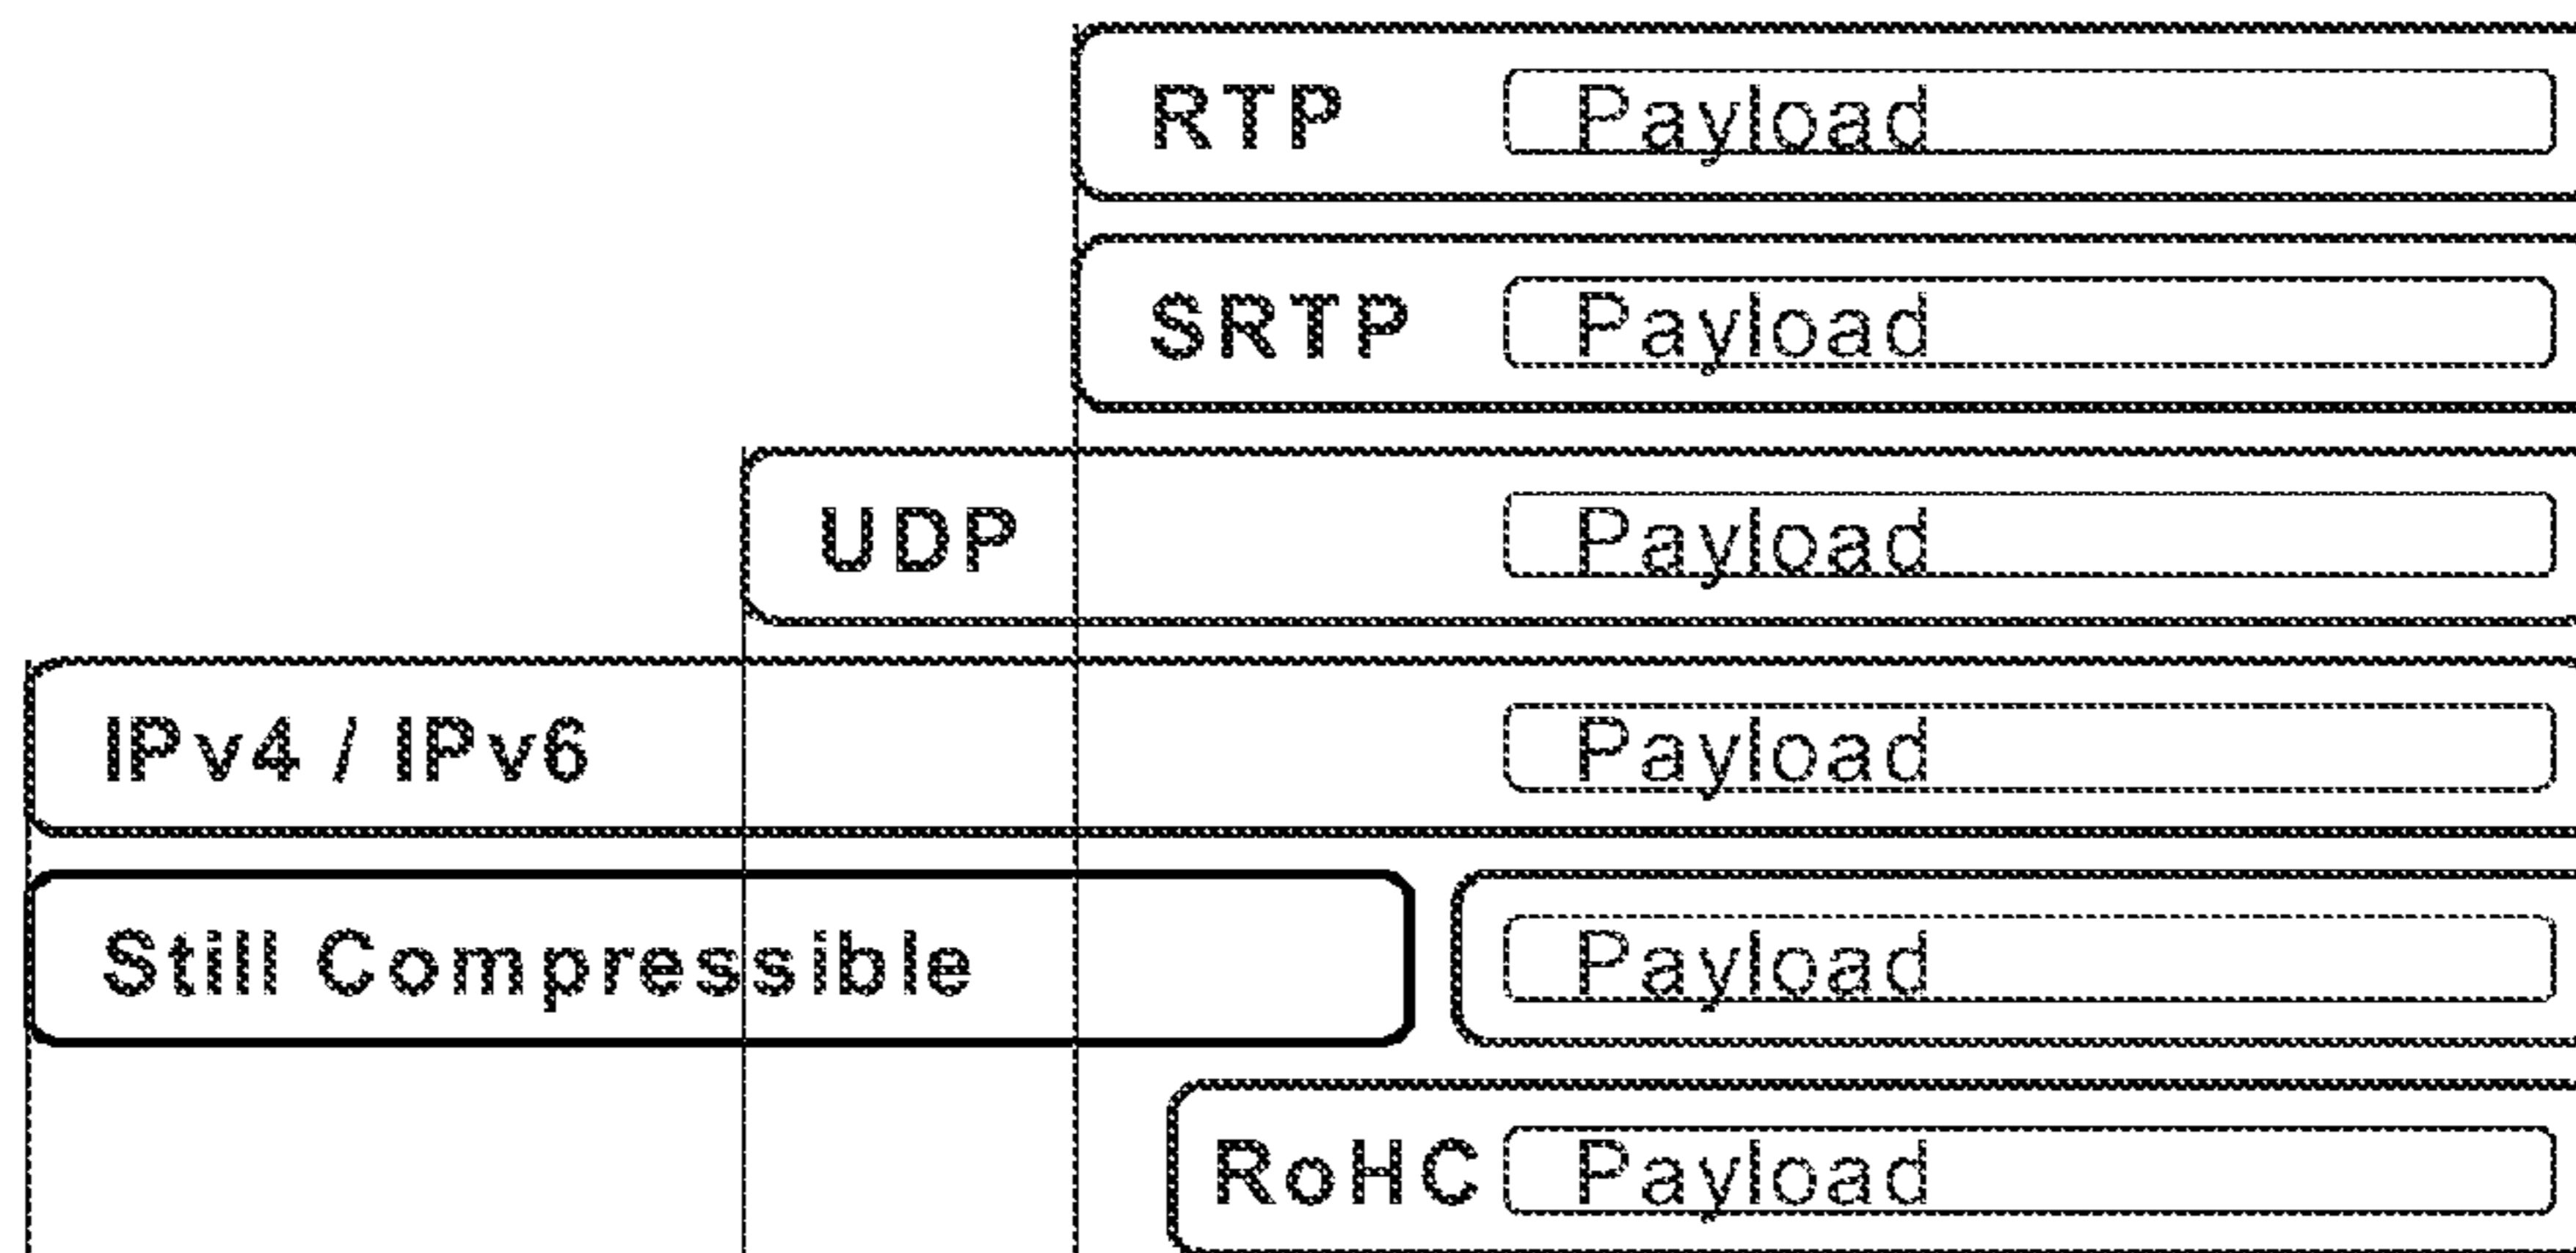 RTP Payload
SRTP Payload
UDP Payload
IPv4 / IPv6 Payload
Still Compressible Payload
RoHC Payload